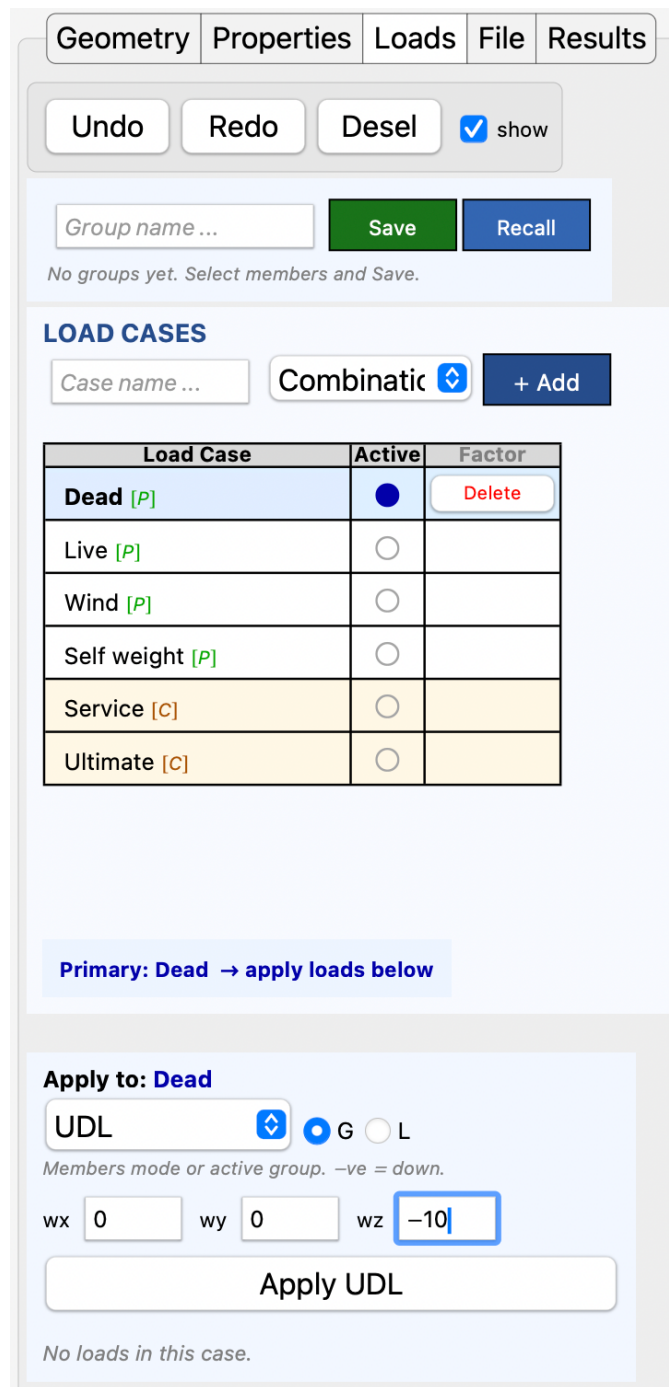 Geometry Properties Loads File Results
Undo Redo Desel show
Group name ... Save Recall
No groups yet. Select members and Save.
LOAD CASES
Case name ... Combinatic + Add
Load Case Active Factor
Dead [P] Delete
Live [P]
Wind [P]
Self weight [P]
Service [C]
Ultimate [C]
Primary: Dead → apply loads below
Apply to: Dead
UDL G L
Members mode or active group. −ve = down.
wx 0 wy 0 wz −10
Apply UDL
No loads in this case.